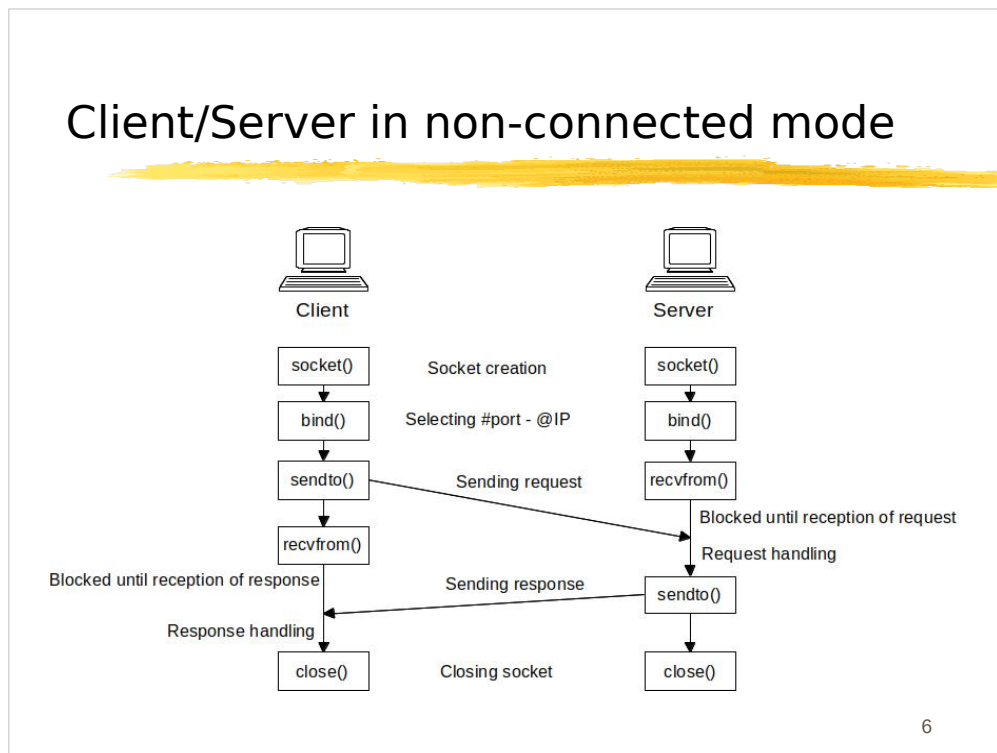 Client/Server in non-connected mode
Client
Server
socket()
Socket creation
socket()
bind()
Selecting #port - @IP
bind()
sendto()
Sending request
recvfrom()
Blocked until reception of request
recvfrom()
Request handling
Blocked until reception of response
Sending response
sendto()
Response handling
close()
Closing socket
close()
6